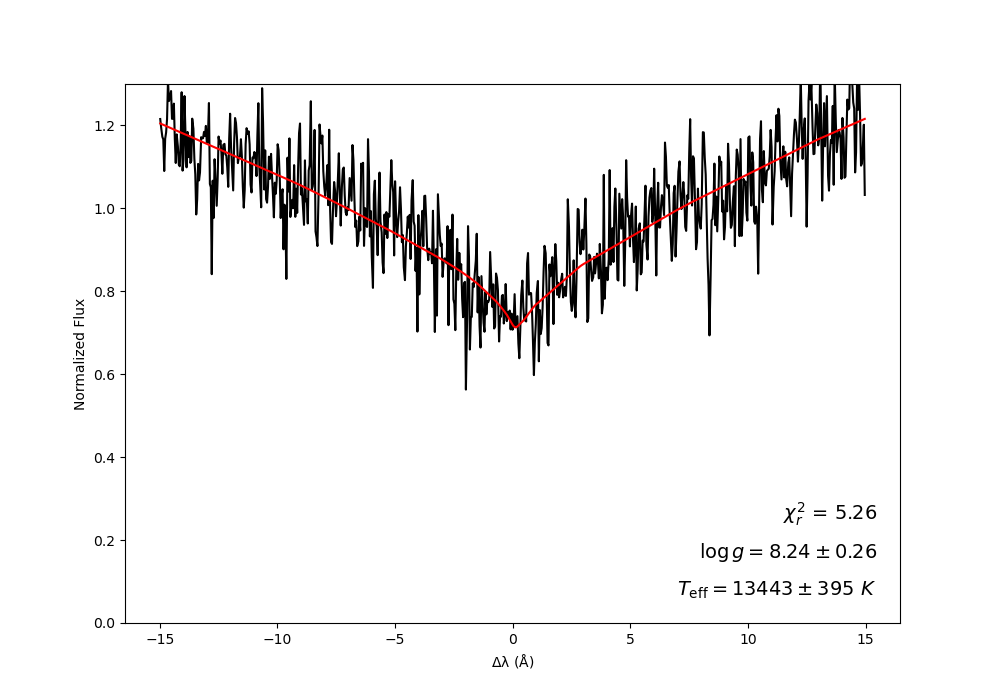 1.2
1.0
0.8
0.6
0.4
0.2
0.0
Normalized Flux
χ²ᵣ = 5.26
log g = 8.24 ± 0.26
T_eff = 13443 ± 395 K
−15
−10
−5
0
5
10
15
Δλ (Å)